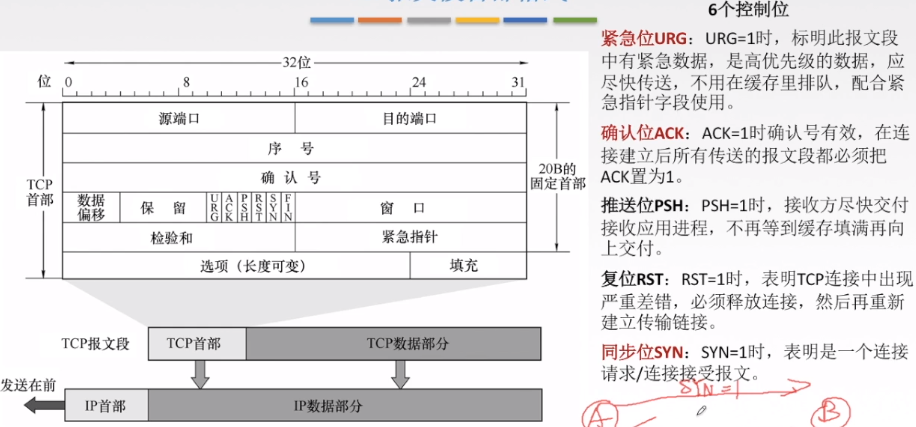 6个控制位
紧急位URG：URG=1时，标明此报文段
中有紧急数据，是高优先级的数据，应
尽快传送，不用在缓存里排队，配合紧
急指针字段使用。
确认位ACK：ACK=1时确认号有效，在连
接建立后所有传送的报文段都必须把
ACK置为1。
推送位PSH：PSH=1时，接收方尽快交付
接收应用进程，不再等到缓存填满再向
上交付。
复位RST：RST=1时，表明TCP连接中出现
严重差错，必须释放连接，然后再重新
建立传输链接。
同步位SYN：SYN=1时，表明是一个连接
请求/连接接受报文。
SYN=1
A B
32位
位 0 8 16 24 31
源端口 目的端口
序 号
确 认 号
数据
偏移
保 留
URG ACK PSH RST SYN FIN
窗 口
检验和 紧急指针
选项（长度可变） 填充
TCP
首部
20B的
固定首部
TCP报文段 TCP首部 TCP数据部分
发送在前
IP首部 IP数据部分